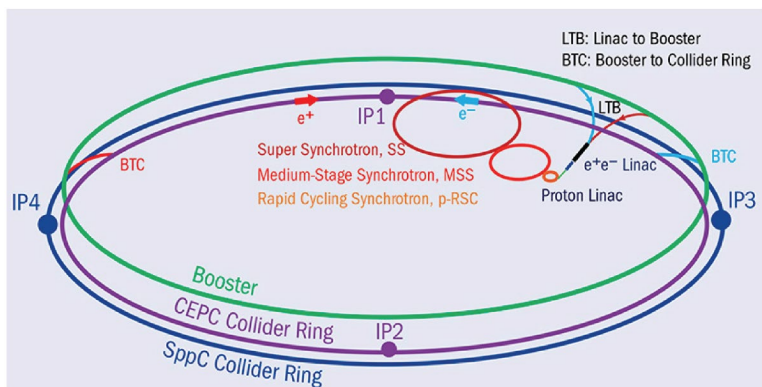 LTB: Linac to Booster
BTC: Booster to Collider Ring
e+
IP1
e−
LTB
Super Synchrotron, SS
Medium-Stage Synchrotron, MSS
Rapid Cycling Synchrotron, p-RSC
e+e− Linac
Proton Linac
BTC
BTC
IP4
IP3
Booster
CEPC Collider Ring
IP2
SppC Collider Ring